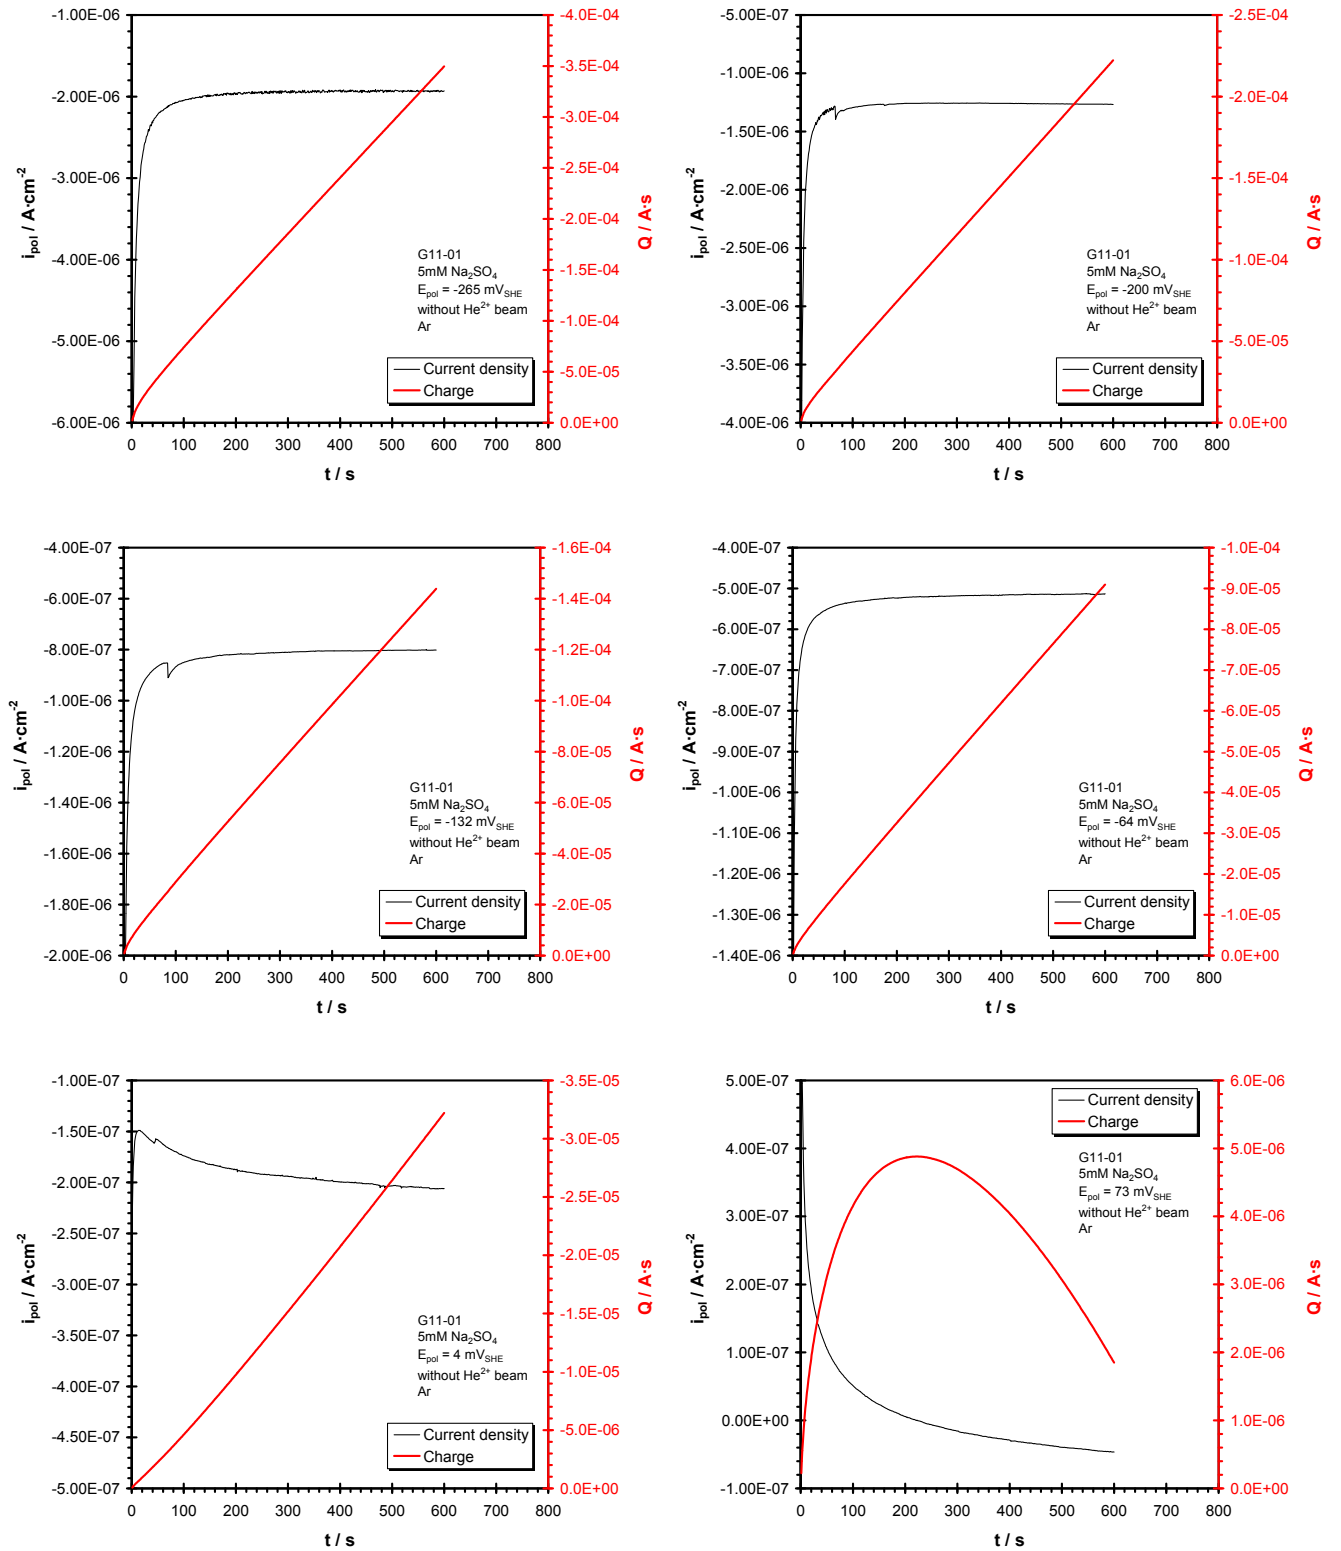 -1.00E-06
-2.00E-06
-3.00E-06
-4.00E-06
-5.00E-06
-6.00E-06
i_pol / A·cm^-2
-4.0E-04
-3.5E-04
-3.0E-04
-2.5E-04
-2.0E-04
-1.5E-04
-1.0E-04
-5.0E-05
0.0E+00
Q / A·s
G11-01
5mM Na₂SO₄
E_pol = -265 mV_SHE
without He²⁺ beam
Ar
Current density
Charge
0 100 200 300 400 500 600 700 800
t / s
-5.00E-07
-1.00E-06
-1.50E-06
-2.00E-06
-2.50E-06
-3.00E-06
-3.50E-06
-4.00E-06
i_pol / A·cm^-2
-2.5E-04
-2.0E-04
-1.5E-04
-1.0E-04
-5.0E-05
0.0E+00
Q / A·s
G11-01
5mM Na₂SO₄
E_pol = -200 mV_SHE
without He²⁺ beam
Ar
Current density
Charge
0 100 200 300 400 500 600 700 800
t / s
-4.00E-07
-6.00E-07
-8.00E-07
-1.00E-06
-1.20E-06
-1.40E-06
-1.60E-06
-1.80E-06
-2.00E-06
i_pol / A·cm^-2
-1.6E-04
-1.4E-04
-1.2E-04
-1.0E-04
-8.0E-05
-6.0E-05
-4.0E-05
-2.0E-05
0.0E+00
Q / A·s
G11-01
5mM Na₂SO₄
E_pol = -132 mV_SHE
without He²⁺ beam
Ar
Current density
Charge
0 100 200 300 400 500 600 700 800
t / s
-4.00E-07
-5.00E-07
-6.00E-07
-7.00E-07
-8.00E-07
-9.00E-07
-1.00E-06
-1.10E-06
-1.20E-06
-1.30E-06
-1.40E-06
i_pol / A·cm^-2
-1.0E-04
-9.0E-05
-8.0E-05
-7.0E-05
-6.0E-05
-5.0E-05
-4.0E-05
-3.0E-05
-2.0E-05
-1.0E-05
0.0E+00
Q / A·s
G11-01
5mM Na₂SO₄
E_pol = -64 mV_SHE
without He²⁺ beam
Ar
Current density
Charge
0 100 200 300 400 500 600 700 800
t / s
-1.00E-07
-1.50E-07
-2.00E-07
-2.50E-07
-3.00E-07
-3.50E-07
-4.00E-07
-4.50E-07
-5.00E-07
i_pol / A·cm^-2
-3.5E-05
-3.0E-05
-2.5E-05
-2.0E-05
-1.5E-05
-1.0E-05
-5.0E-06
0.0E+00
Q / A·s
G11-01
5mM Na₂SO₄
E_pol = 4 mV_SHE
without He²⁺ beam
Ar
Current density
Charge
0 100 200 300 400 500 600 700 800
t / s
5.00E-07
4.00E-07
3.00E-07
2.00E-07
1.00E-07
0.00E+00
-1.00E-07
i_pol / A·cm^-2
6.0E-06
5.0E-06
4.0E-06
3.0E-06
2.0E-06
1.0E-06
0.0E+00
Q / A·s
Current density
Charge
G11-01
5mM Na₂SO₄
E_pol = 73 mV_SHE
without He²⁺ beam
Ar
0 100 200 300 400 500 600 700 800
t / s